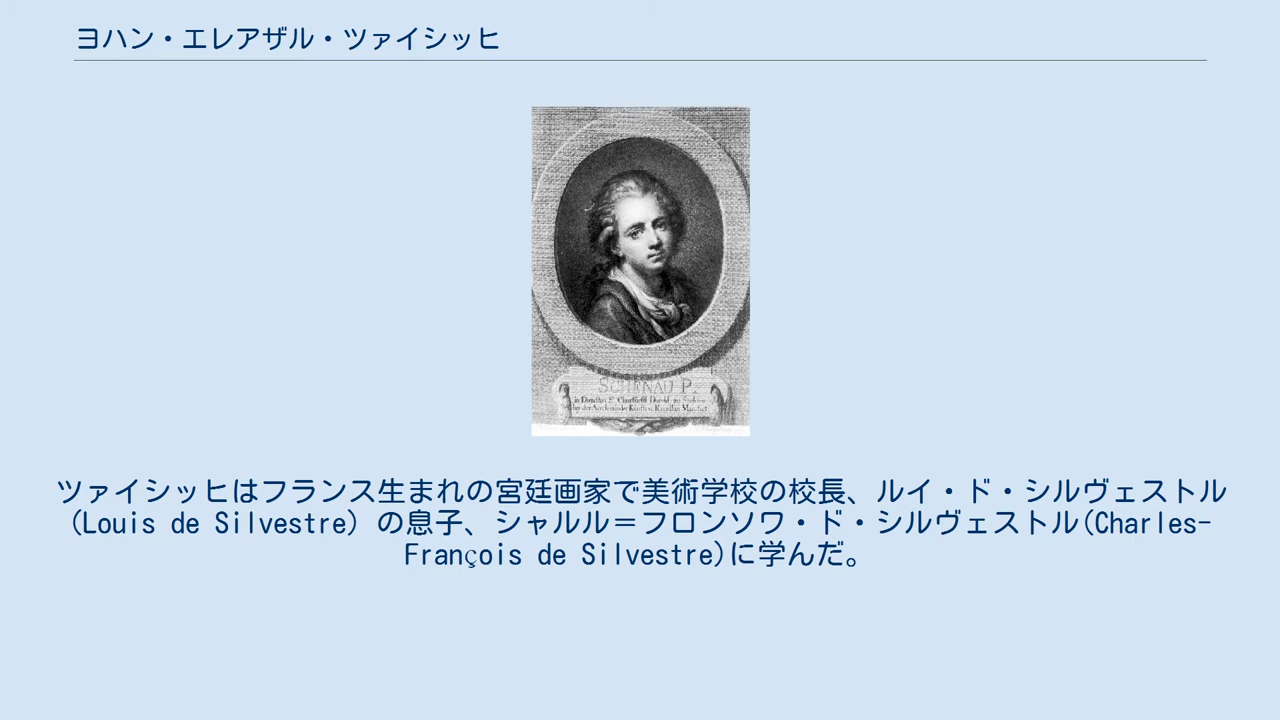 ヨハン・エレアザル・ツァイシッヒ
SCHENAU P.
ツァイシッヒはフランス生まれの宮廷画家で美術学校の校長、ルイ・ド・シルヴェストル
(Louis de Silvestre) の息子、シャルル＝フロンソワ・ド・シルヴェストル(Charles-
François de Silvestre)に学んだ。